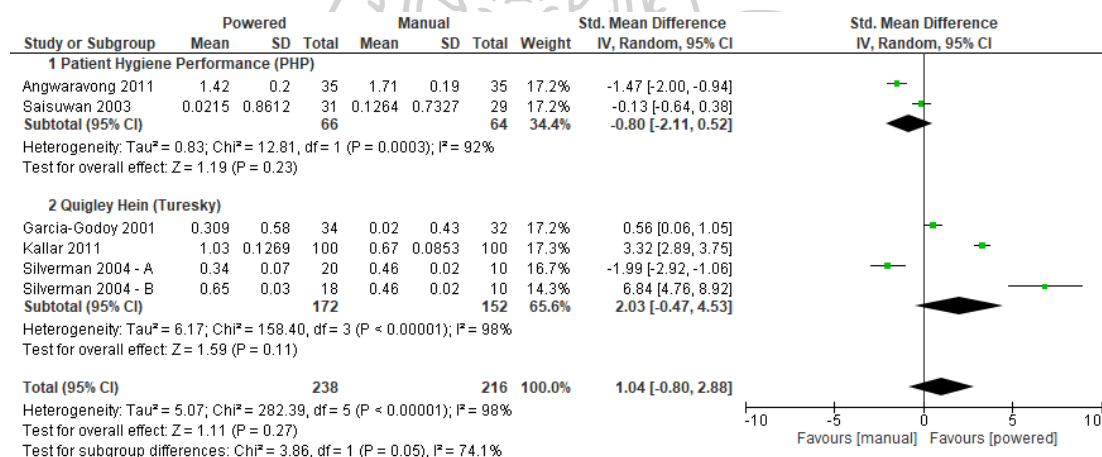 Powered Manual Std. Mean Difference Std. Mean Difference
Study or Subgroup Mean SD Total Mean SD Total Weight IV, Random, 95% CI IV, Random, 95% CI
1 Patient Hygiene Performance (PHP)
Angwaravong 2011 1.42 0.2 35 1.71 0.19 35 17.2% -1.47 [-2.00, -0.94]
Saisuwan 2003 0.0215 0.8612 31 0.1264 0.7327 29 17.2% -0.13 [-0.64, 0.38]
Subtotal (95% CI) 66 64 34.4% -0.80 [-2.11, 0.52]
Heterogeneity: Tau² = 0.83; Chi² = 12.81, df = 1 (P = 0.0003); I² = 92%
Test for overall effect: Z = 1.19 (P = 0.23)
2 Quigley Hein (Turesky)
Garcia-Godoy 2001 0.309 0.58 34 0.02 0.43 32 17.2% 0.56 [0.06, 1.05]
Kallar 2011 1.03 0.1269 100 0.67 0.0853 100 17.3% 3.32 [2.89, 3.75]
Silverman 2004 - A 0.34 0.07 20 0.46 0.02 10 16.7% -1.99 [-2.92, -1.06]
Silverman 2004 - B 0.65 0.03 18 0.46 0.02 10 14.3% 6.84 [4.76, 8.92]
Subtotal (95% CI) 172 152 65.6% 2.03 [-0.47, 4.53]
Heterogeneity: Tau² = 6.17; Chi² = 158.40, df = 3 (P < 0.00001); I² = 98%
Test for overall effect: Z = 1.59 (P = 0.11)
Total (95% CI) 238 216 100.0% 1.04 [-0.80, 2.88]
Heterogeneity: Tau² = 5.07; Chi² = 282.39, df = 5 (P < 0.00001); I² = 98%
Test for overall effect: Z = 1.11 (P = 0.27)
Test for subgroup differences: Chi² = 3.86, df = 1 (P = 0.05), I² = 74.1%
-10 -5 0 5 10
Favours [manual] Favours [powered]